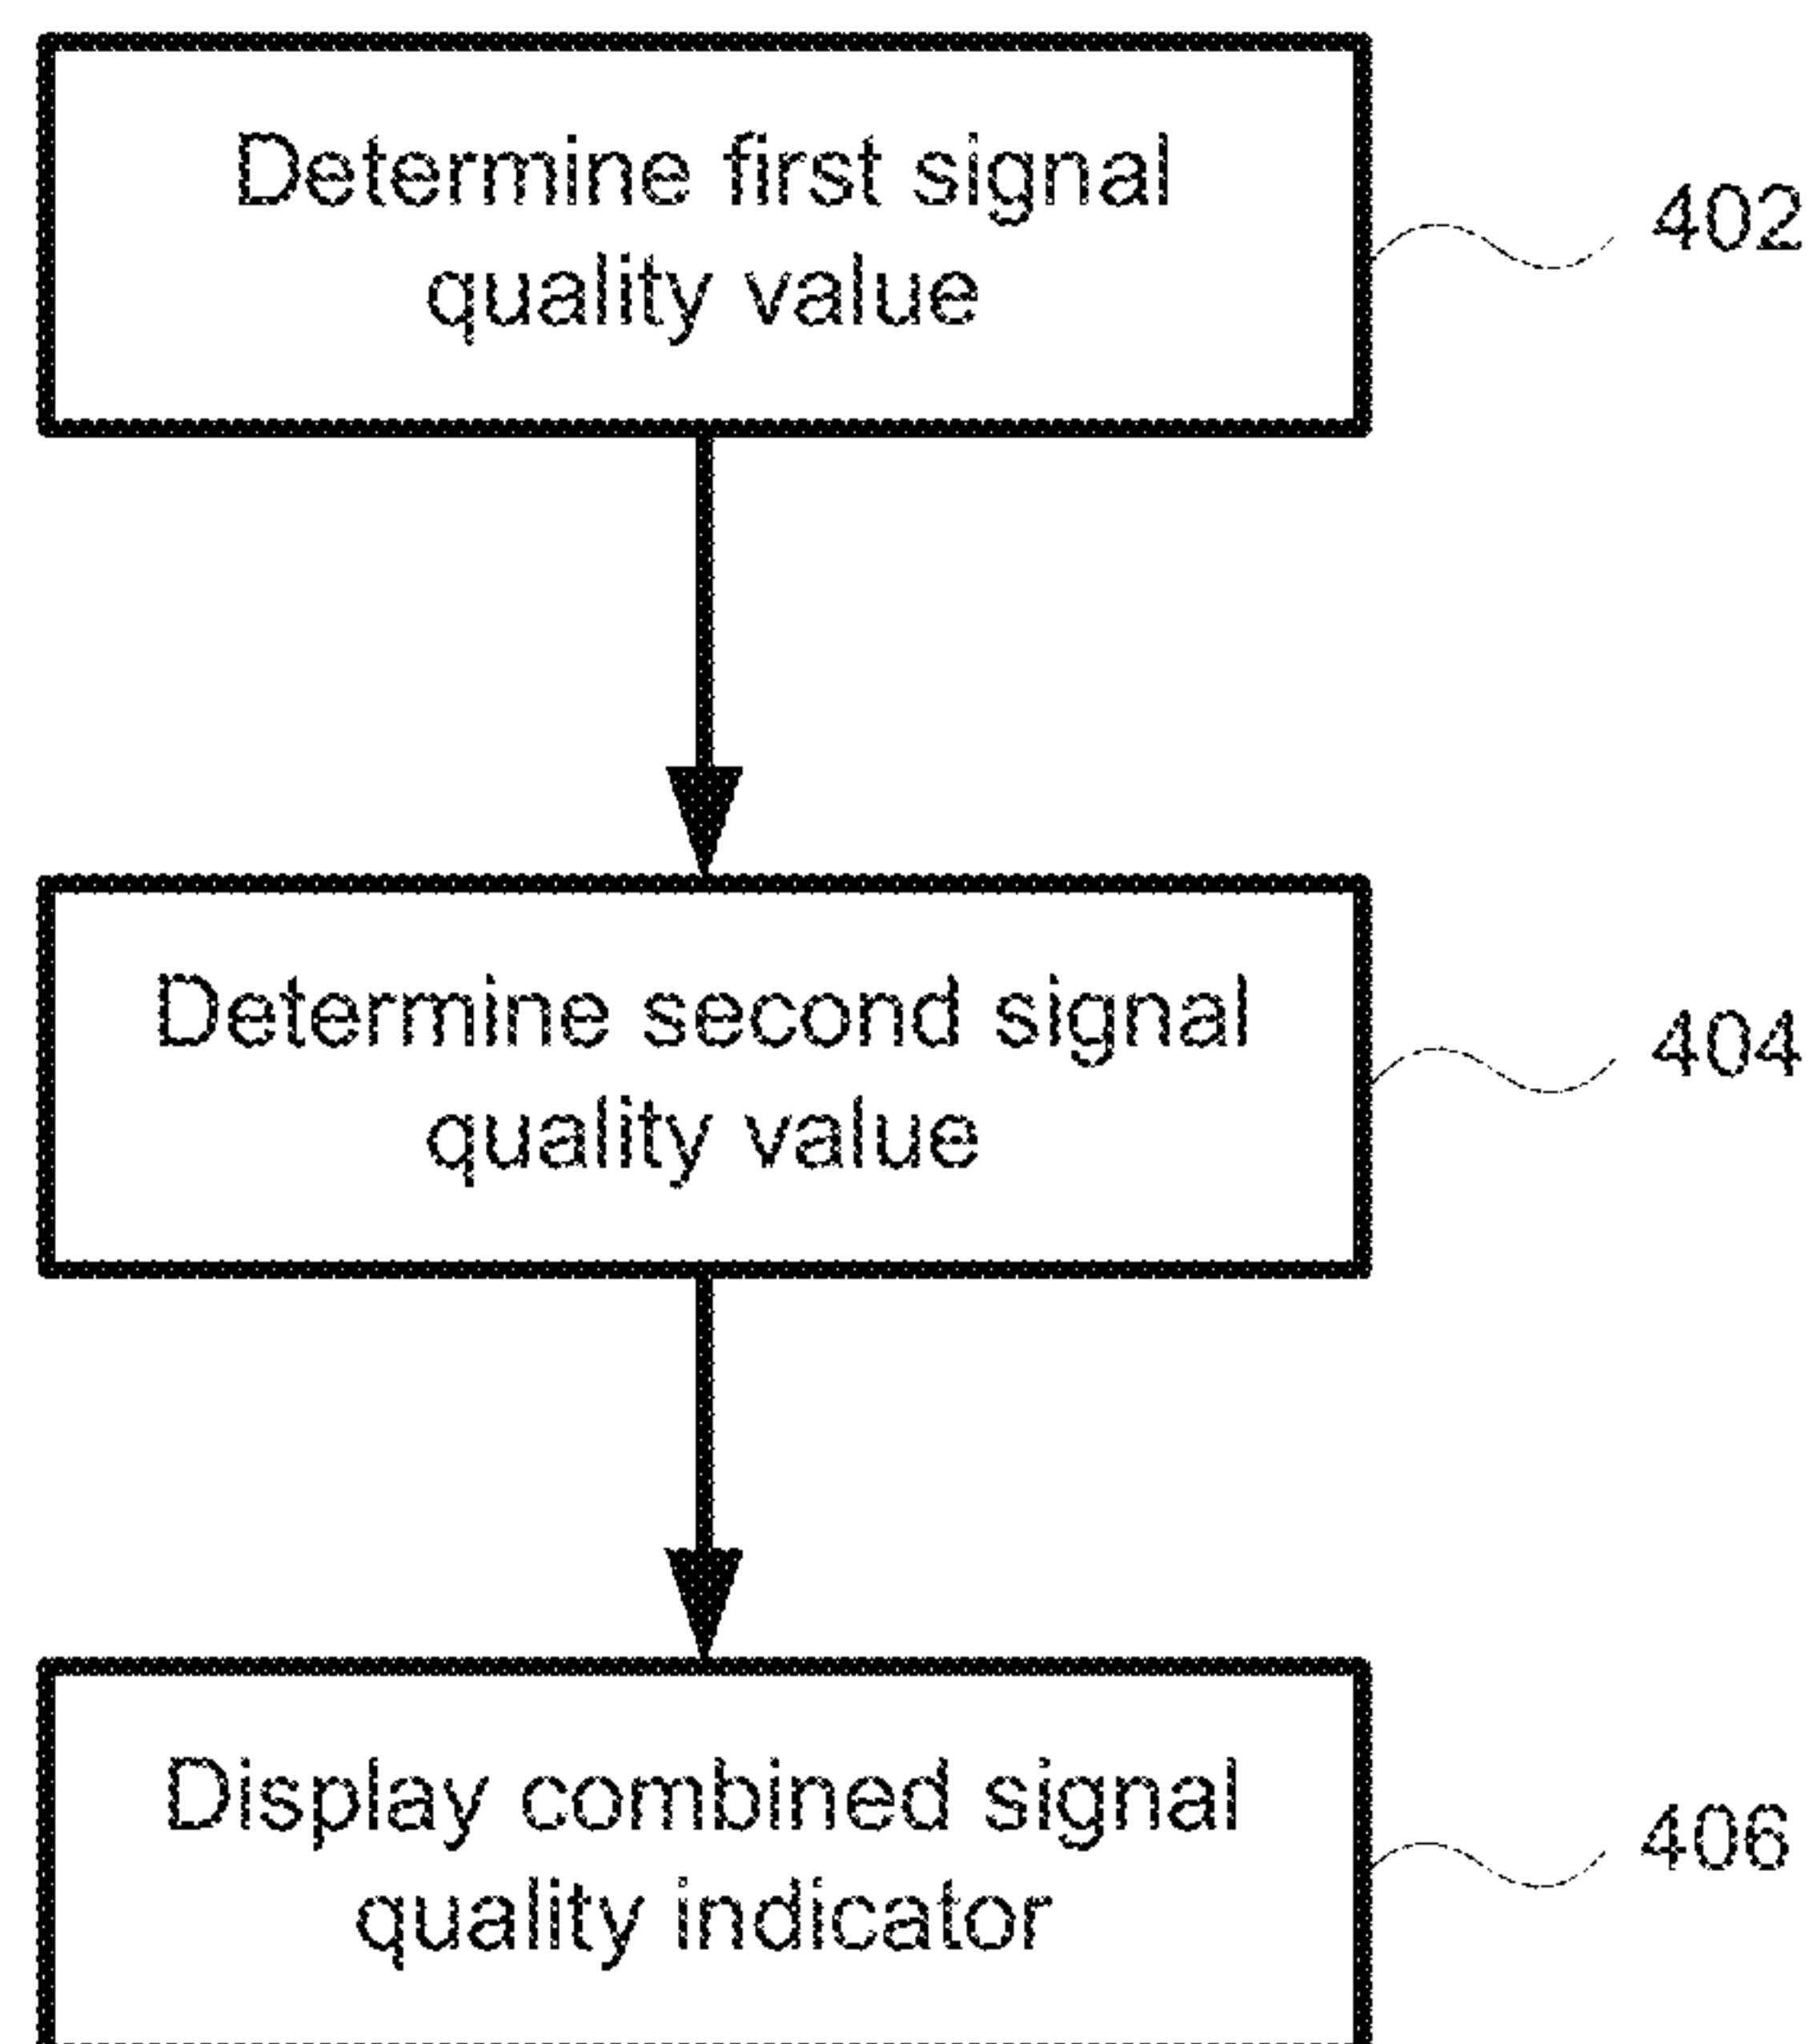 Determine first signal
quality value
402
Determine second signal
quality value
404
Display combined signal
quality indicator
406